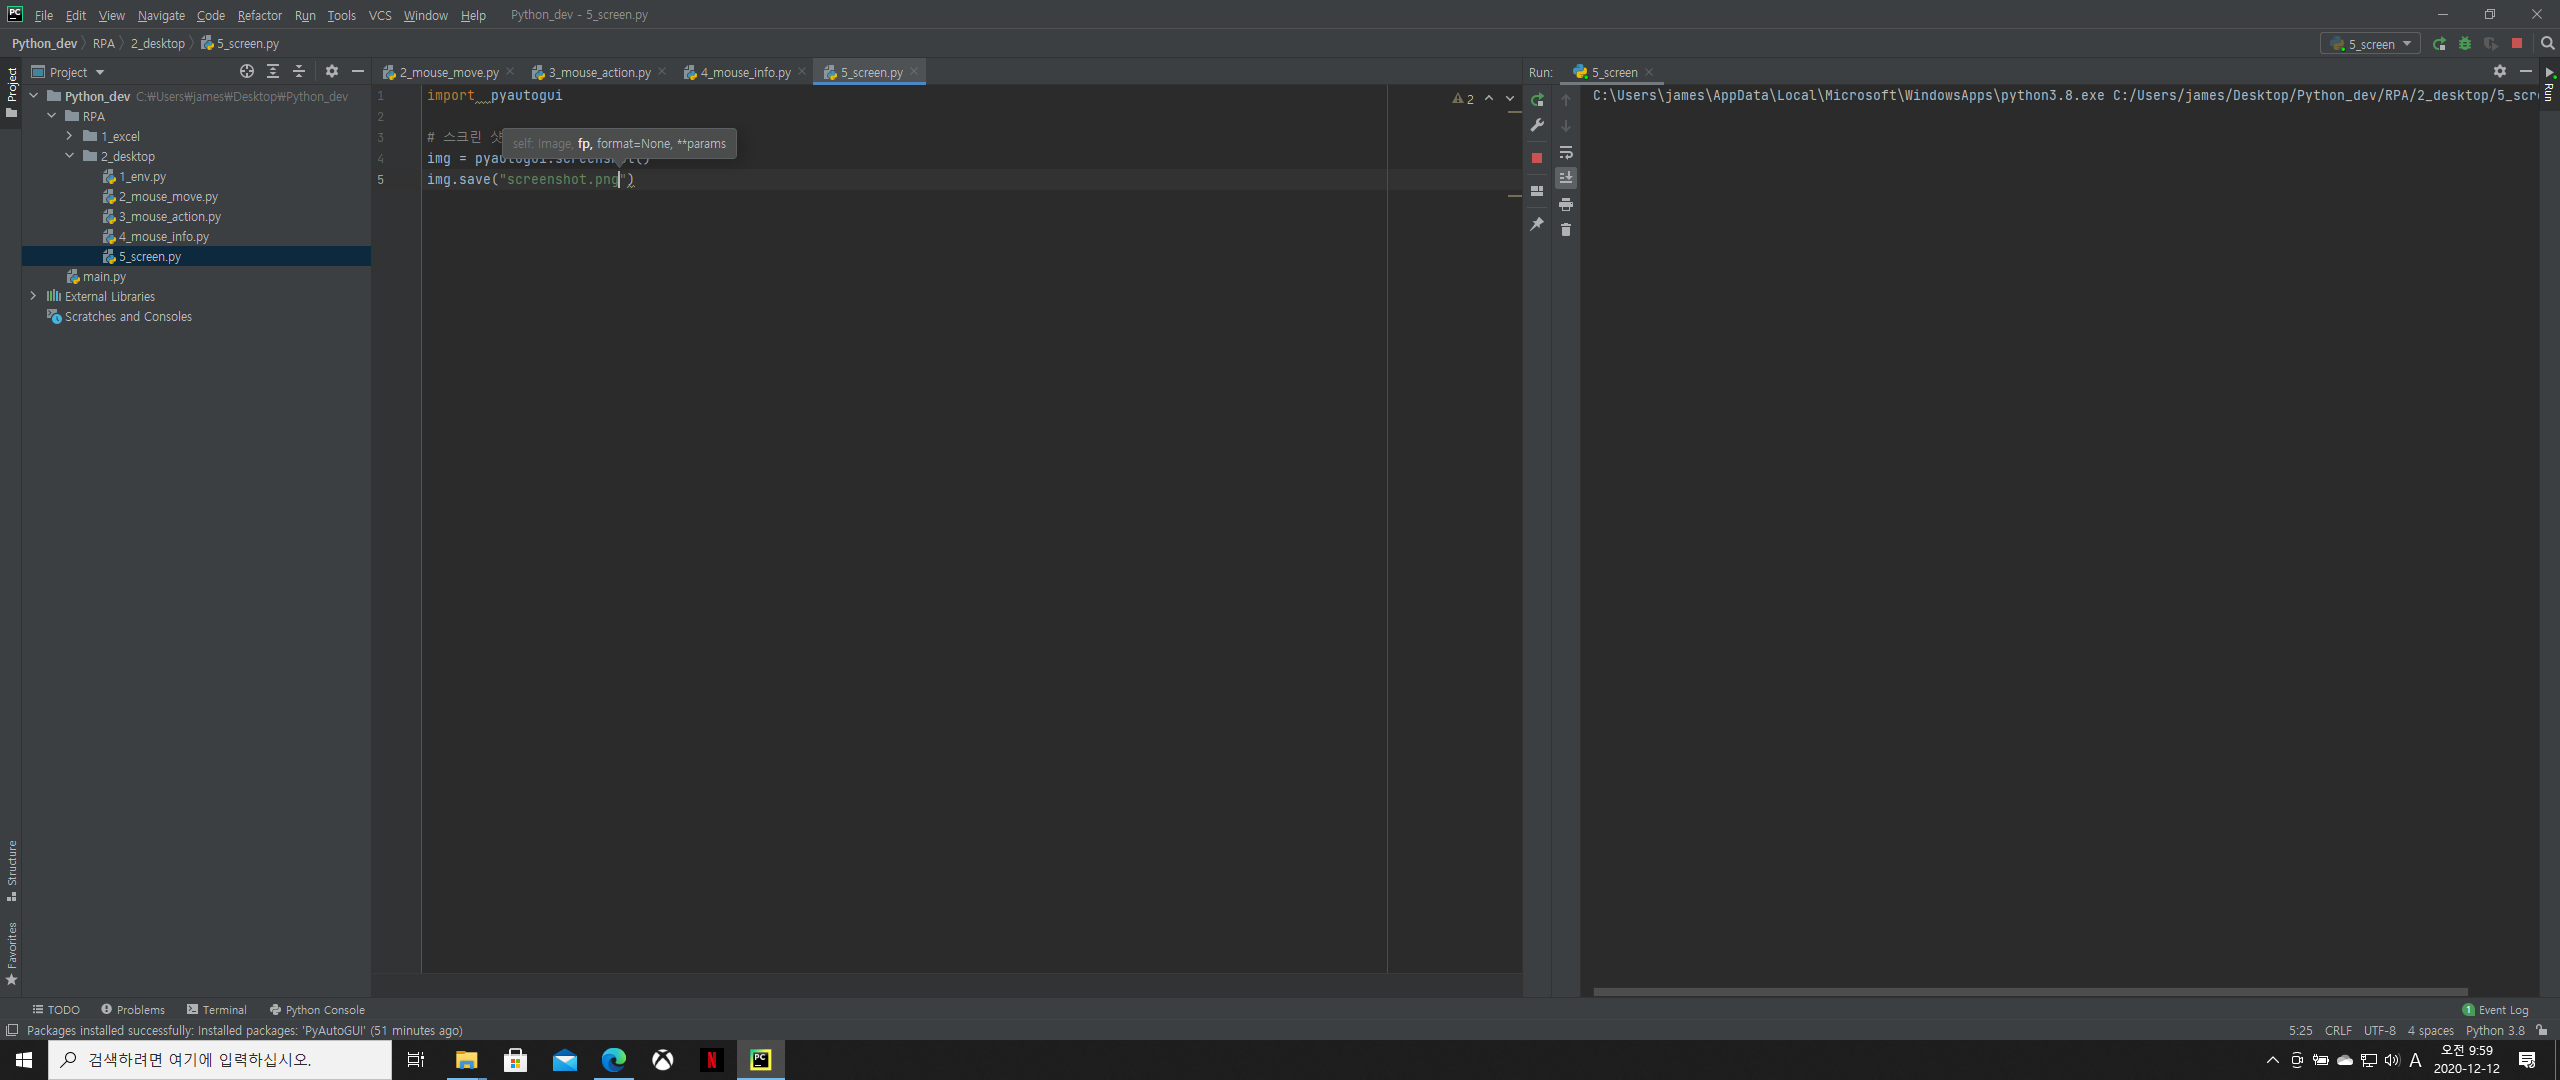 PC File Edit View Navigate Code Refactor Run Tools VCS Window Help Python_dev - 5_screen.py
Python_dev RPA 2_desktop 5_screen.py 5_screen
Project
2_mouse_move.py 3_mouse_action.py 4_mouse_info.py 5_screen.py
Run: 5_screen
Project
Run
Python_dev C:₩Users₩james₩Desktop₩Python_dev
RPA
1_excel
2_desktop
1_env.py
2_mouse_move.py
3_mouse_action.py
4_mouse_info.py
5_screen.py
main.py
External Libraries
Scratches and Consoles
1 import  pyautogui
2
3 # 스크린 샷
self: Image, fp, format=None, **params
4 img = pyautogui.screenshot()
5 img.save("screenshot.png")
2
C:\Users\james\AppData\Local\Microsoft\WindowsApps\python3.8.exe C:/Users/james/Desktop/Python_dev/RPA/2_desktop/5_scr
Structure
Favorites
TODO Problems Terminal Python Console 1 Event Log
Packages installed successfully: Installed packages: 'PyAutoGUI' (51 minutes ago) 5:25 CRLF UTF-8 4 spaces Python 3.8
검색하려면 여기에 입력하십시오. N PC A 오전 9:59
2020-12-12